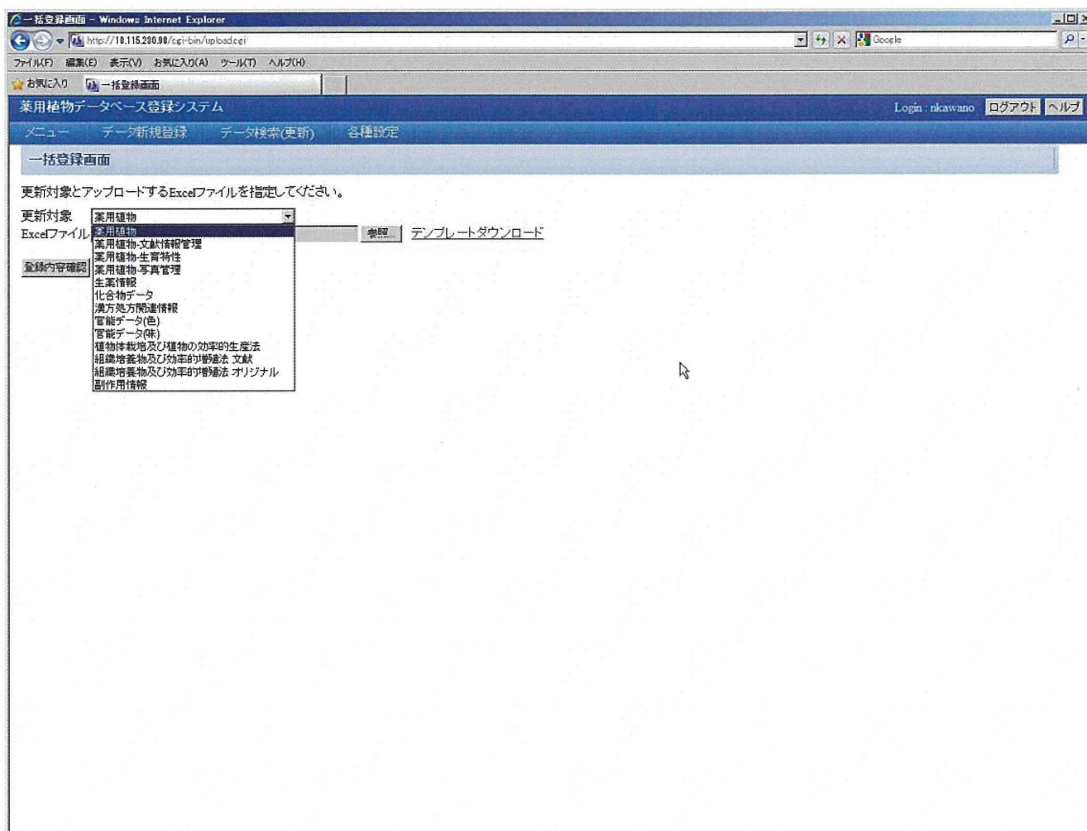 一括登録画面 - Windows Internet Explorer
http://10.115.230.98/cgi-bin/upload.cgi
Google
ファイル(F) 編集(E) 表示(V) お気に入り(A) ツール(T) ヘルプ(H)
お気に入り 一括登録画面
薬用植物データベース登録システム Login : nkawano ログアウト ヘルプ
メニュー データ新規登録 データ検索(更新) 各種設定
一括登録画面
更新対象とアップロードするExcelファイルを指定してください。
更新対象 薬用植物
Excelファイル 参照... テンプレートダウンロード
登録内容確認
薬用植物
薬用植物-文献情報管理
薬用植物-生育特性
薬用植物-写真管理
生薬情報
化合物データ
漢方処方関連情報
官能データ(色)
官能データ(味)
植物体栽培及び植物の効率的生産法
組織培養物及び効率的増殖法 文献
組織培養物及び効率的増殖法 オリジナル
副作用情報